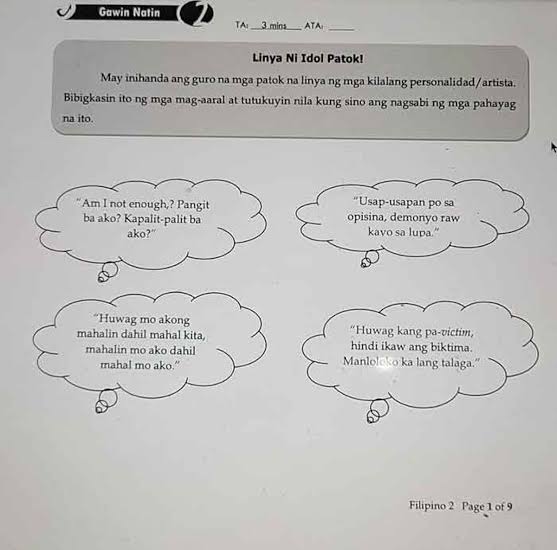 Gawin Natin 2
TA: 3 mins ATA:
Linya Ni Idol Patok!
May inihanda ang guro na mga patok na linya ng mga kilalang personalidad/artista.
Bibigkasin ito ng mga mag-aaral at tutukuyin nila kung sino ang nagsabi ng mga pahayag
na ito.
"Am I not enough,? Pangit
ba ako? Kapalit-palit ba
ako?"
"Usap-usapan po sa
opisina, demonyo raw
kayo sa lupa."
"Huwag mo akong
mahalin dahil mahal kita,
mahalin mo ako dahil
mahal mo ako."
"Huwag kang pa-victim,
hindi ikaw ang biktima.
Manloloko ka lang talaga."
Filipino 2 Page 1 of 9